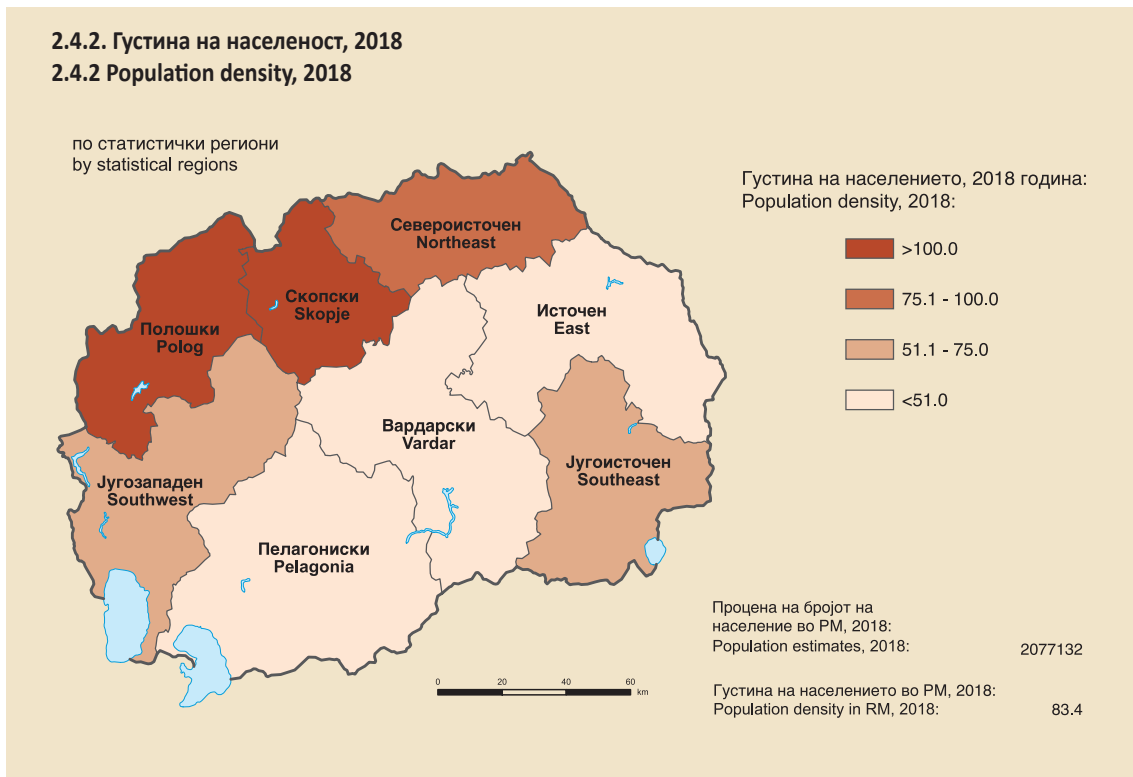 2.4.2. Густина на населеност, 2018
2.4.2 Population density, 2018
по статистички региони
by statistical regions
Густина на населението, 2018 година:
Population density, 2018:
>100.0
75.1 - 100.0
51.1 - 75.0
<51.0
Североисточен
Northeast
Скопски
Skopje
Источен
East
Полошки
Polog
Вардарски
Vardar
Југозападен
Southwest
Југоисточен
Southeast
Пелагониски
Pelagonia
0 20 40 60
km
Процена на бројот на
население во РМ, 2018:
Population estimates, 2018: 2077132
Густина на населението во РМ, 2018:
Population density in RM, 2018: 83.4